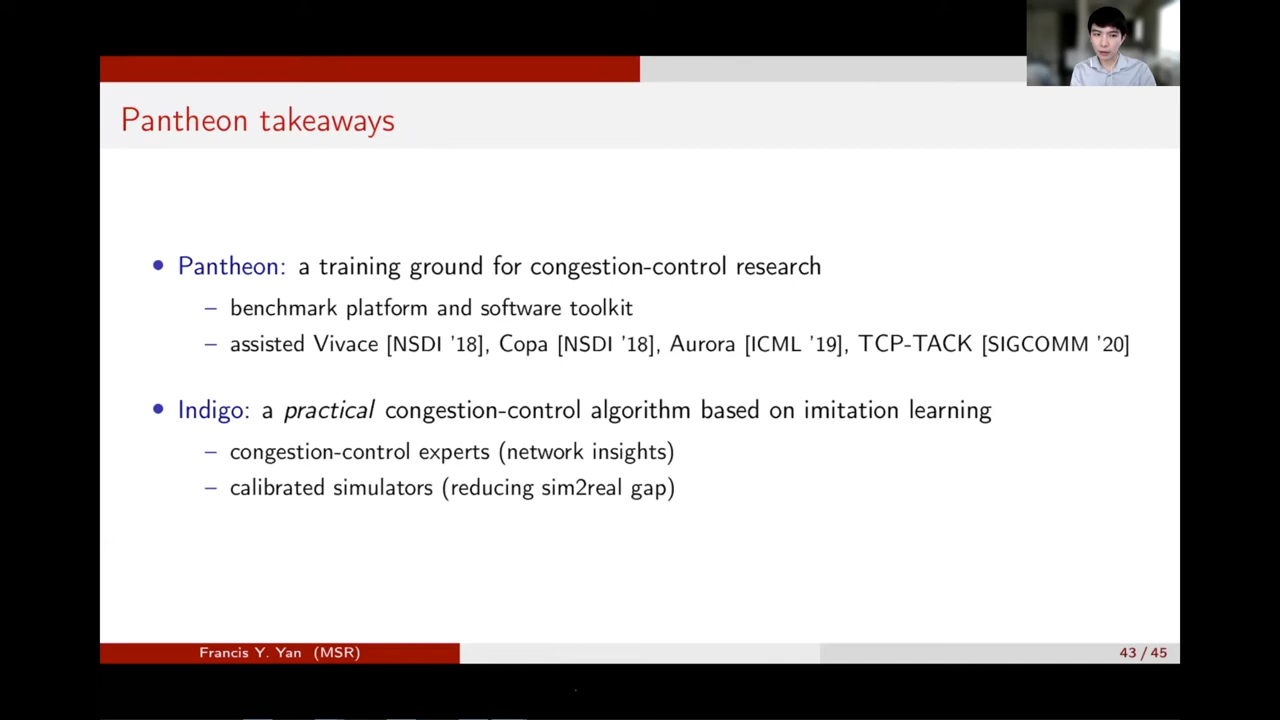 Pantheon takeaways
• Pantheon: a training ground for congestion-control research
– benchmark platform and software toolkit
– assisted Vivace [NSDI '18], Copa [NSDI '18], Aurora [ICML '19], TCP-TACK [SIGCOMM '20]
• Indigo: a practical congestion-control algorithm based on imitation learning
– congestion-control experts (network insights)
– calibrated simulators (reducing sim2real gap)
Francis Y. Yan (MSR)
43 / 45